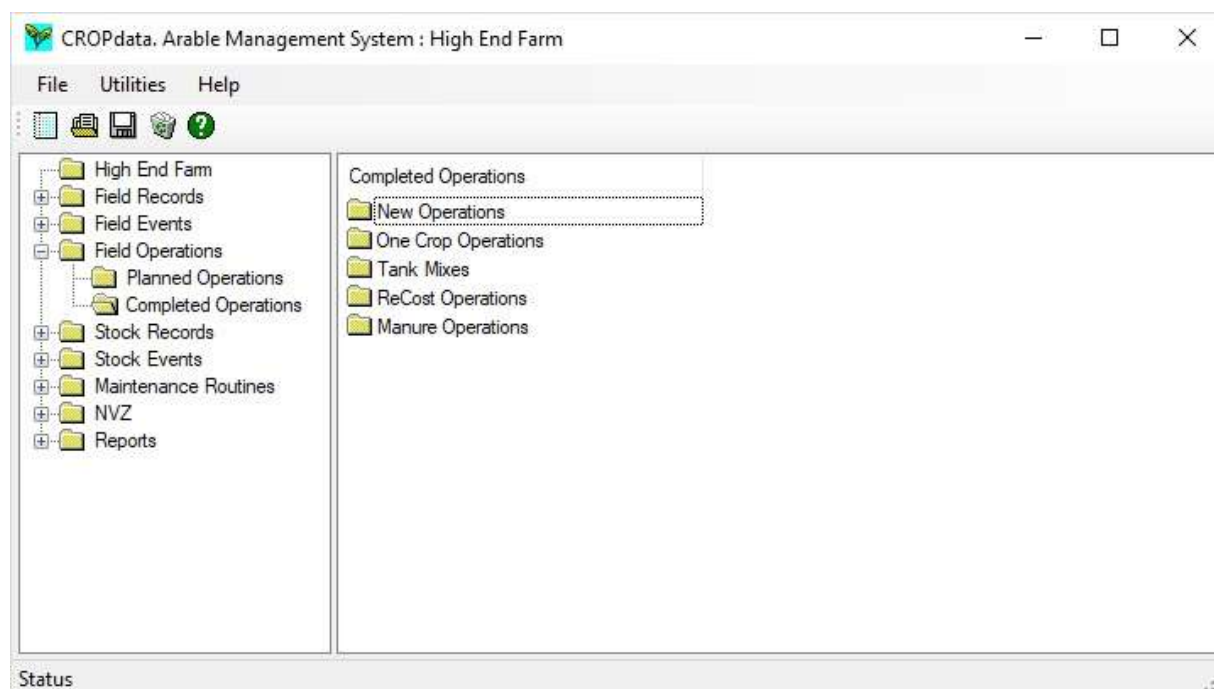 CROPdata. Arable Management System : High End Farm
File Utilities Help
High End Farm
Field Records
Field Events
Field Operations
Planned Operations
Completed Operations
Stock Records
Stock Events
Maintenance Routines
NVZ
Reports
Completed Operations
New Operations
One Crop Operations
Tank Mixes
ReCost Operations
Manure Operations
Status